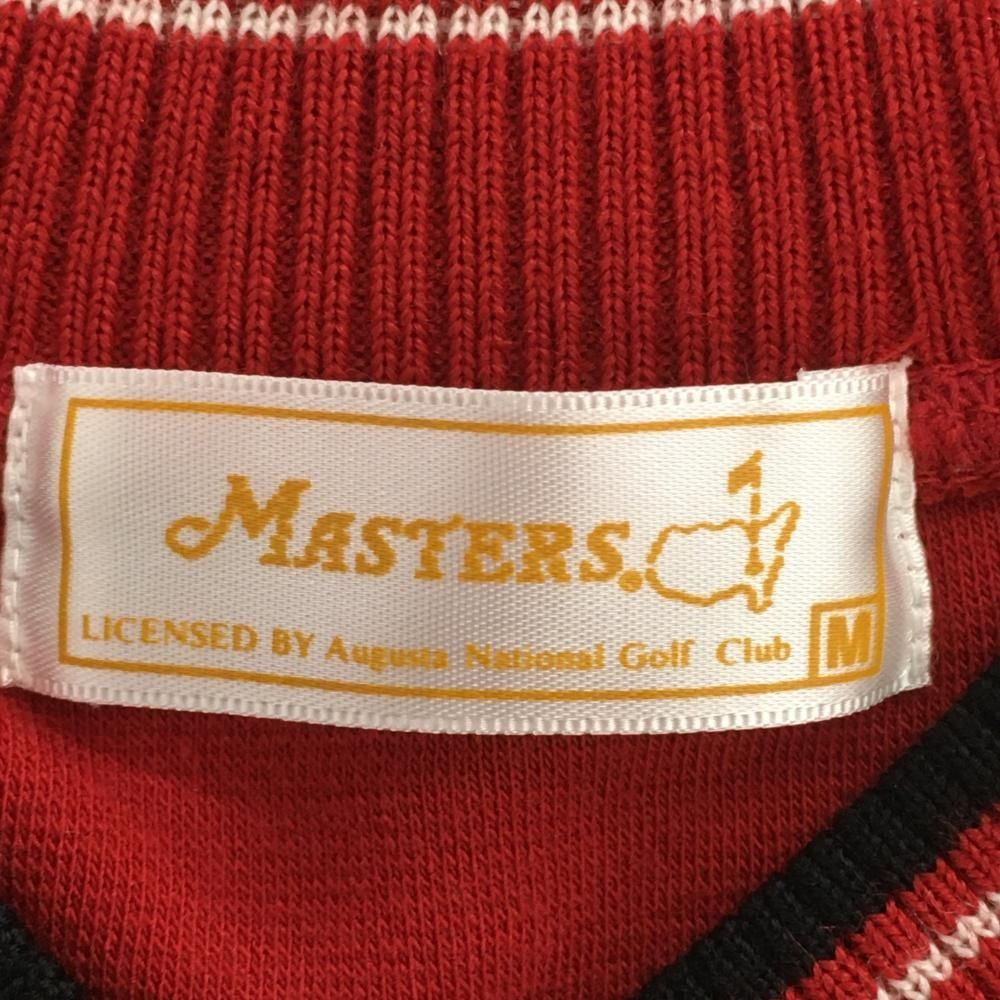 MASTERS®
LICENSED BY Augusta National Golf Club
M